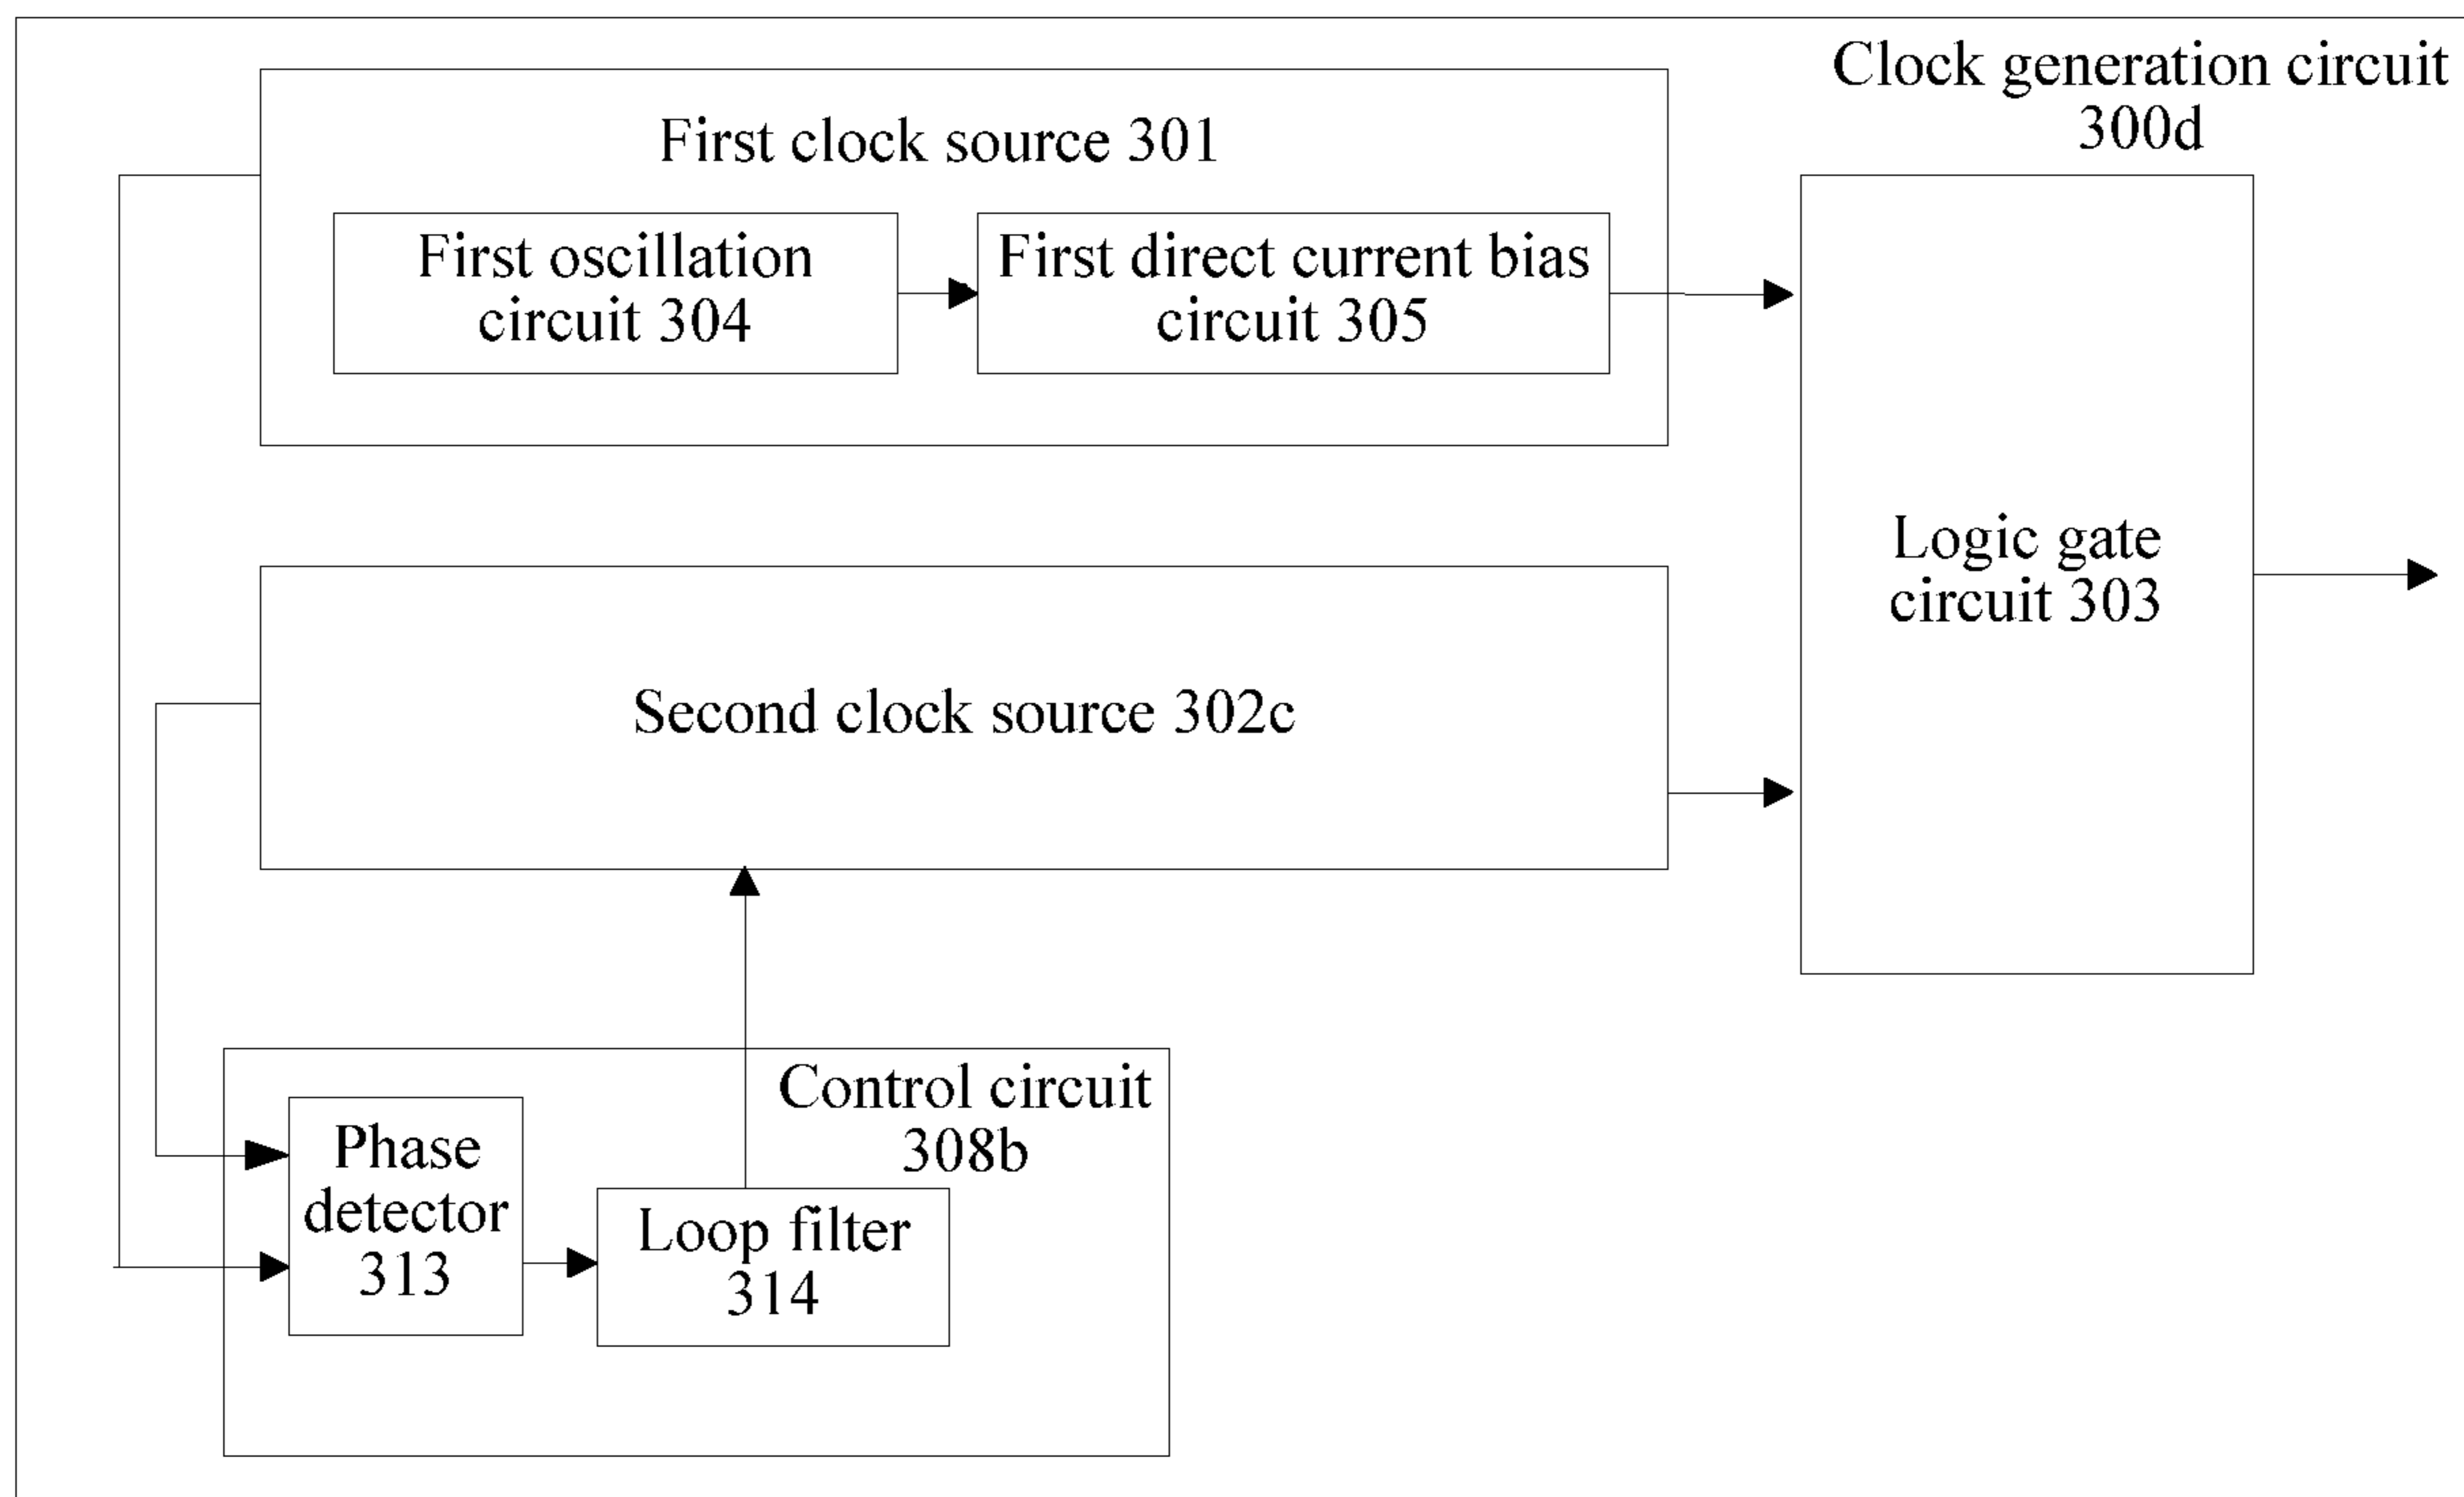 Clock generation circuit
300d
First clock source 301
First oscillation
circuit 304
First direct current bias
circuit 305
Logic gate
circuit 303
Second clock source 302c
Control circuit
308b
Phase
detector
313
Loop filter
314